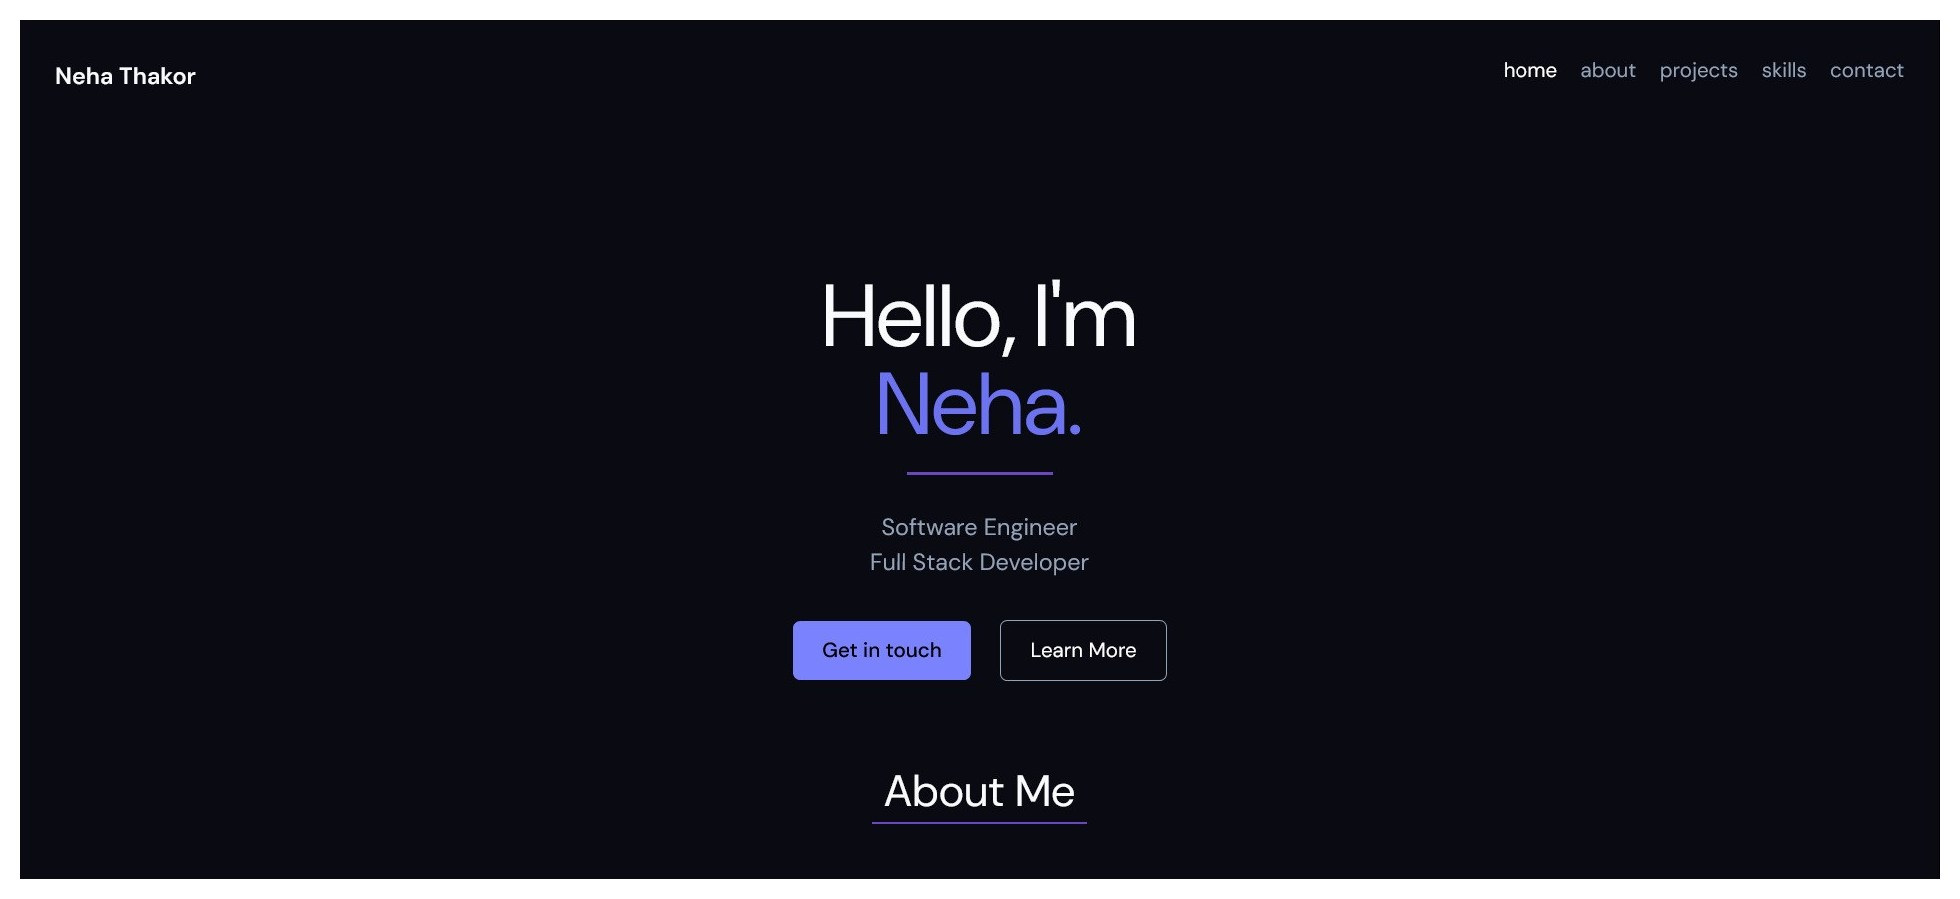 Neha Thakor
home about projects skills contact
Hello, I'm
Neha.
Software Engineer
Full Stack Developer
Get in touch
Learn More
About Me